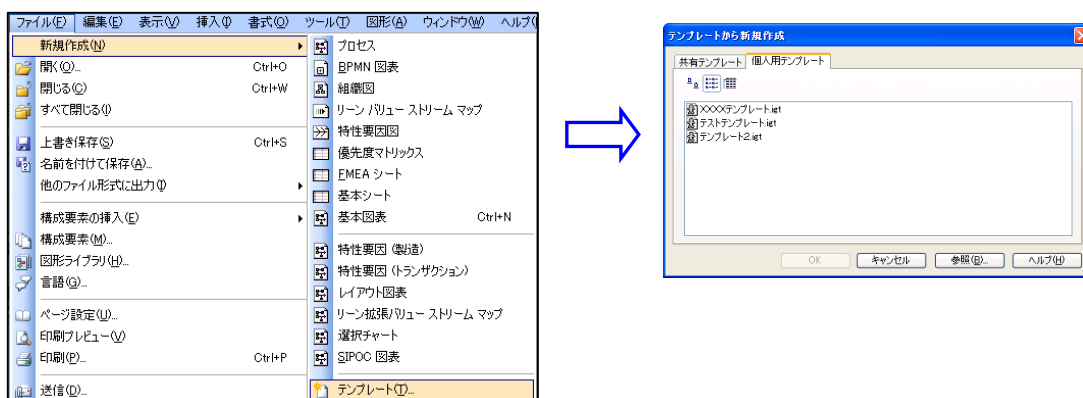 ファイル(F) 編集(E) 表示(V) 挿入(I) 書式(O) ツール(T) 図形(A) ウィンドウ(W) ヘルプ(
新規作成(N)
開く(O)... Ctrl+O
閉じる(C) Ctrl+W
すべて閉じる(I)
上書き保存(S) Ctrl+S
名前を付けて保存(A)...
他のファイル形式に出力(I)
構成要素の挿入(E)
構成要素(M)...
図形ライブラリ(H)...
言語(G)...
ページ設定(U)...
印刷プレビュー(V)
印刷(P)... Ctrl+P
送信(D)...
プロセス
BPMN 図表
組織図
リーン バリュー ストリーム マップ
特性要因図
優先度マトリックス
FMEA シート
基本シート
基本図表 Ctrl+N
特性要因 (製造)
特性要因 (トランザクション)
レイアウト図表
リーン拡張バリュー ストリーム マップ
選択チャート
SIPOC 図表
テンプレート(T)...
テンプレートから新規作成
共有テンプレート 個人用テンプレート
XXXXテンプレート.igt
テストテンプレート.igt
テンプレート2.igt
OK キャンセル 参照(B)... ヘルプ(H)